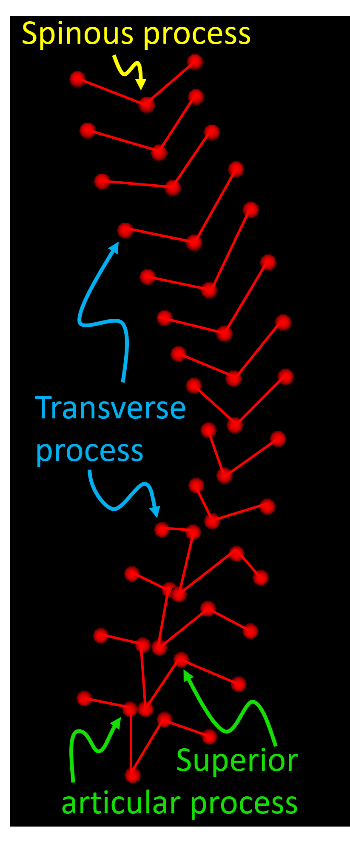 Spinous process
Transverse
process
Superior
articular process